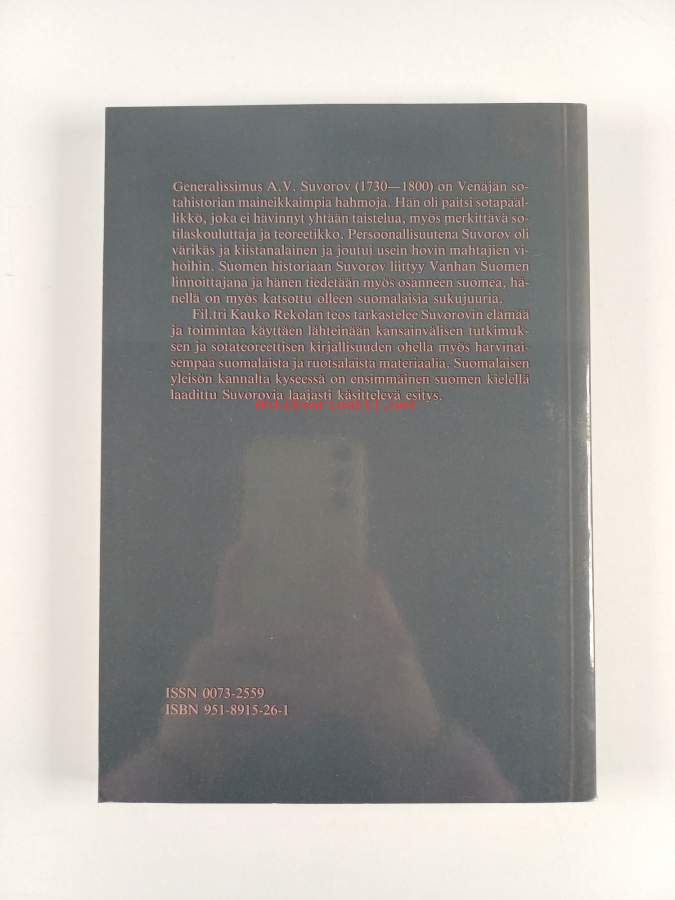 Generalissimus A.V. Suvorov (1730—1800) on Venäjän so-
tahistorian maineikkaimpia hahmoja. Hän oli paitsi sotapääl-
likkö, joka ei hävinnyt yhtään taistelua, myös merkittävä so-
tilaskouluttaja ja teoreetikko. Persoonallisuutena Suvorov oli
värikäs ja kiistanalainen ja joutui usein hovin mahtajien vi-
hoihin. Suomen historiaan Suvorov liittyy Vanhan Suomen
linnoittajana ja hänen tiedetään myös osanneen suomea, hä-
nellä on myös katsottu olleen suomalaisia sukujuuria.
Fil.tri Kauko Rekolan teos tarkastelee Suvorovin elämää
ja toimintaa käyttäen lähteinään kansainvälisen tutkimuk-
sen ja sotateoreettisen kirjallisuuden ohella myös harvinai-
sempaa suomalaista ja ruotsalaista materiaalia. Suomalaisen
yleisön kannalta kyseessä on ensimmäinen suomen kielellä
laadittu Suvorovia laajasti käsittelevä esitys.
ISSN 0073-2559
ISBN 951-8915-26-1